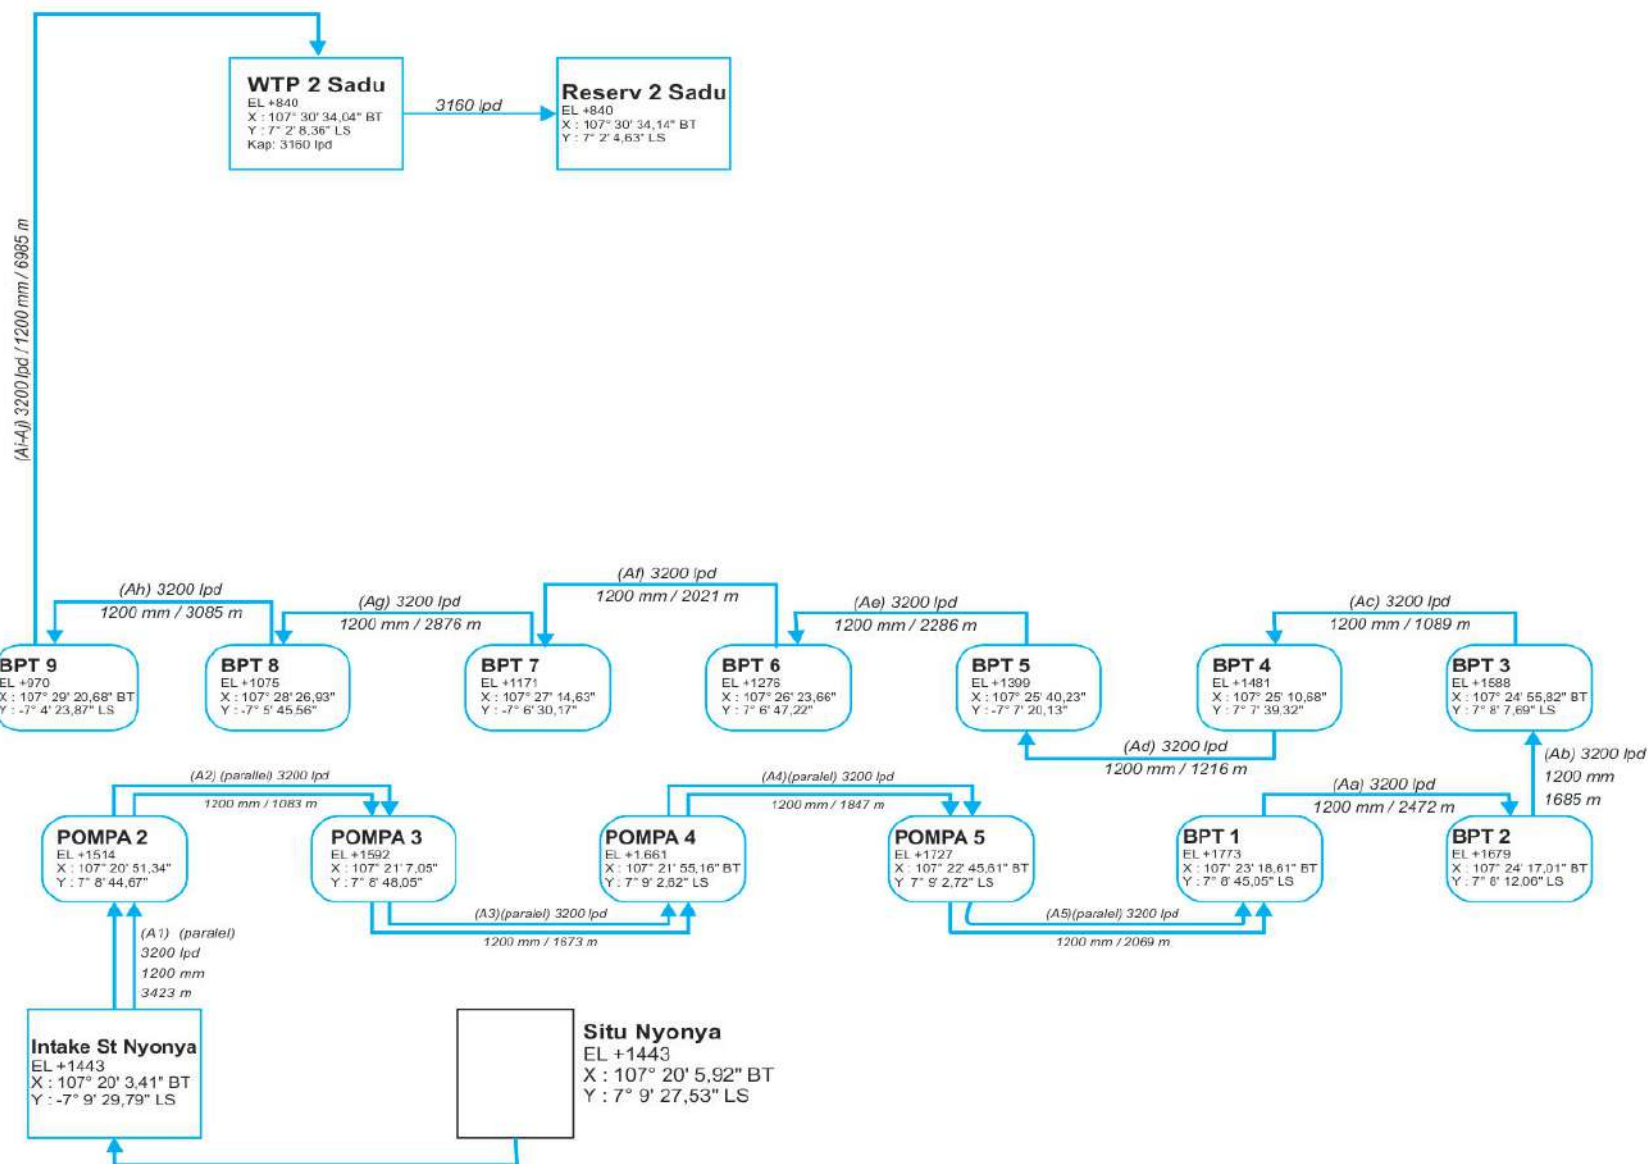 WTP 2 Sadu
EL +840
X : 107° 30' 34,04" BT
Y : 7° 2' 8,36" LS
Kap: 3160 lpd
3160 lpd
Reserv 2 Sadu
EL +840
X : 107° 30' 34,14" BT
Y : 7° 2' 4,63" LS
(Ai-Aj) 3200 lpd / 1200 mm / 6985 m
(Ah) 3200 lpd
1200 mm / 3085 m
(Ag) 3200 lpd
1200 mm / 2876 m
(Af) 3200 lpd
1200 mm / 2021 m
(Ae) 3200 lpd
1200 mm / 2286 m
(Ac) 3200 lpd
1200 mm / 1089 m
BPT 9
EL +970
X : 107° 29' 20,68" BT
Y : -7° 4' 23,87" LS
BPT 8
EL +1075
X : 107° 28' 26,93"
Y : -7° 5' 45,56"
BPT 7
EL +1171
X : 107° 27' 14,63"
Y : -7° 6' 30,17"
BPT 6
EL +1276
X : 107° 26' 23,66"
Y : 7° 6' 47,22"
BPT 5
EL +1399
X : 107° 25' 40,23"
Y : -7° 7' 20,13"
BPT 4
EL +1481
X : 107° 25' 10,68"
Y : 7° 7' 39,32"
BPT 3
EL +1588
X : 107° 24' 55,82" BT
Y : 7° 8' 7,69" LS
(Ad) 3200 lpd
1200 mm / 1216 m
(Ab) 3200 lpd
1200 mm
1685 m
(A2) (parallel) 3200 lpd
1200 mm / 1083 m
(A4)(paralel) 3200 lpd
1200 mm / 1847 m
(Aa) 3200 lpd
1200 mm / 2472 m
POMPA 2
EL +1514
X : 107° 20' 51,34"
Y : 7° 8' 44,67"
POMPA 3
EL +1592
X : 107° 21' 7,05"
Y : 7° 8' 48,05"
POMPA 4
EL +1.661
X : 107° 21' 55,16" BT
Y : 7° 9' 2,62" LS
POMPA 5
EL +1727
X : 107° 22' 45,61" BT
Y 7° 9' 2,72" LS
BPT 1
EL +1773
X : 107° 23' 18,61" BT
Y : 7° 8' 45,05" LS
BPT 2
EL +1679
X : 107° 24' 17,01" BT
Y : 7° 8' 12,06" LS
(A1) (paralel)
3200 lpd
1200 mm
3423 m
(A3)(paralel) 3200 lpd
1200 mm / 1673 m
(A5)(paralel) 3200 lpd
1200 mm / 2069 m
Intake St Nyonya
EL +1443
X : 107° 20' 3,41" BT
Y : -7° 9' 29,79" LS
Situ Nyonya
EL +1443
X : 107° 20' 5,92" BT
Y : 7° 9' 27,53" LS